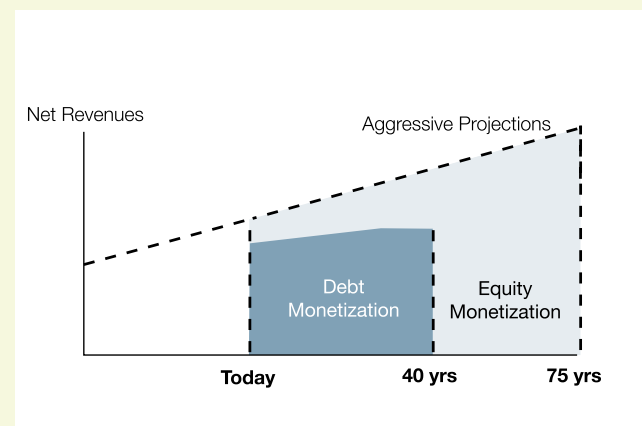 Net Revenues
Aggressive Projections
Debt
Monetization
Equity
Monetization
Today
40 yrs
75 yrs